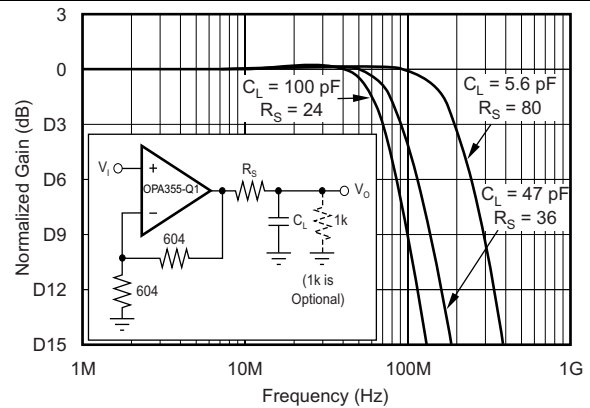 3
0
D3
D6
D9
D12
D15
Normalized Gain (dB)
C_L = 100 pF
R_S = 24
C_L = 5.6 pF
R_S = 80
C_L = 47 pF
R_S = 36
V_I
+
OPA355-Q1
−
R_S
V_O
C_L
1k
604
604
(1k is
Optional)
1M
10M
100M
1G
Frequency (Hz)